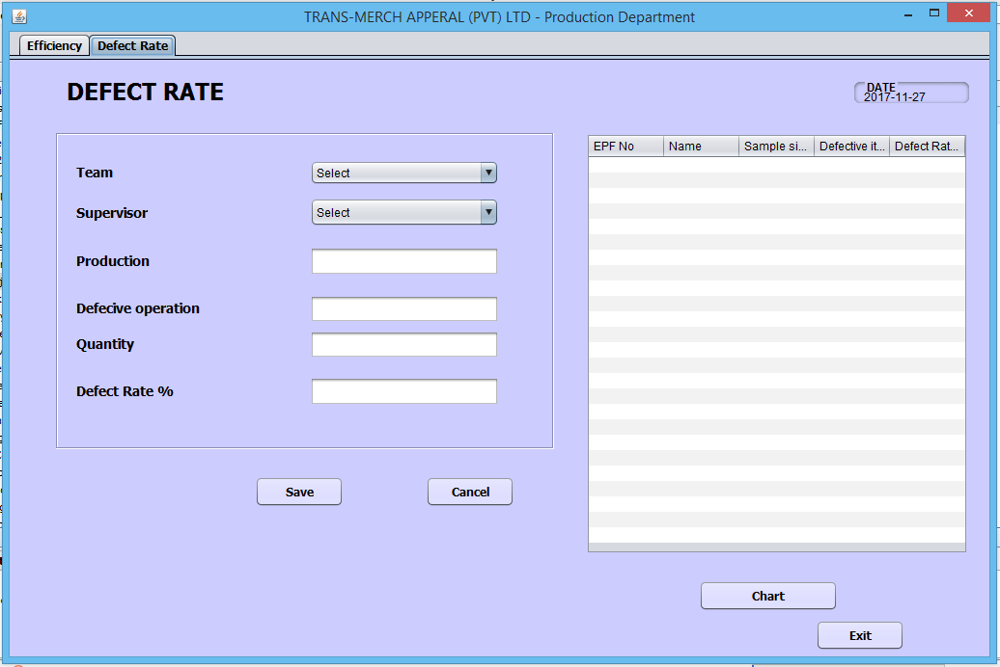 TRANS-MERCH APPERAL (PVT) LTD - Production Department
Efficiency Defect Rate
DEFECT RATE
DATE
2017-11-27
Team Select
Supervisor Select
Production
Defecive operation
Quantity
Defect Rate %
Save Cancel
EPF No Name Sample si... Defective it... Defect Rat...
Chart
Exit